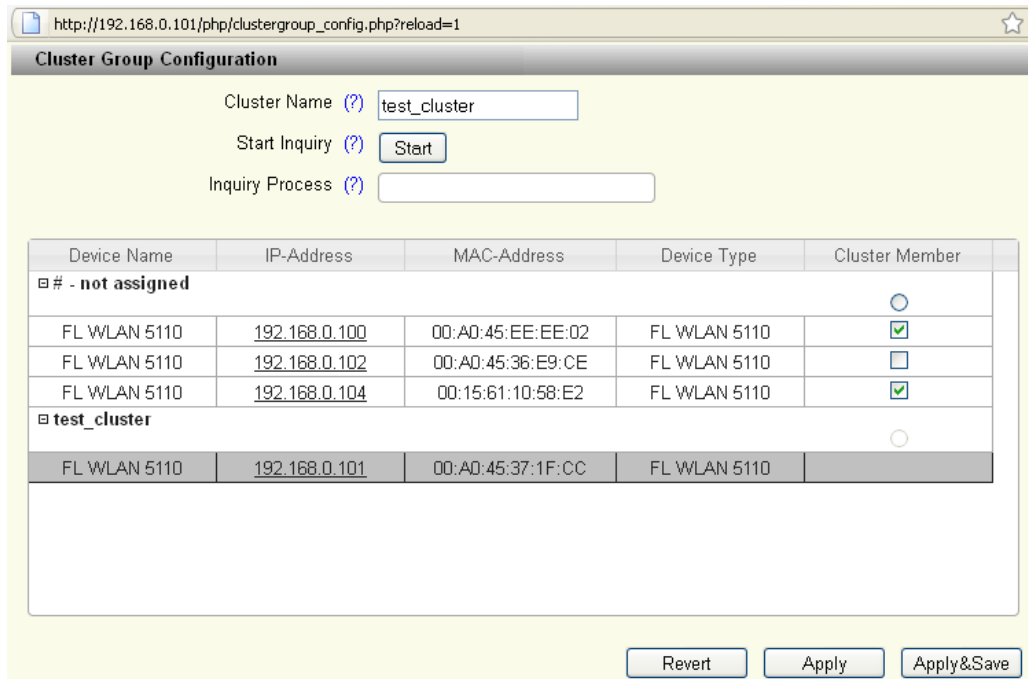 http://192.168.0.101/php/clustergroup_config.php?reload=1
Cluster Group Configuration
Cluster Name (?) test_cluster
Start Inquiry (?) Start
Inquiry Process (?)
Device Name IP-Address MAC-Address Device Type Cluster Member
# - not assigned
FL WLAN 5110 192.168.0.100 00:A0:45:EE:EE:02 FL WLAN 5110
FL WLAN 5110 192.168.0.102 00:A0:45:36:E9:CE FL WLAN 5110
FL WLAN 5110 192.168.0.104 00:15:61:10:58:E2 FL WLAN 5110
test_cluster
FL WLAN 5110 192.168.0.101 00:A0:45:37:1F:CC FL WLAN 5110
Revert Apply Apply&Save